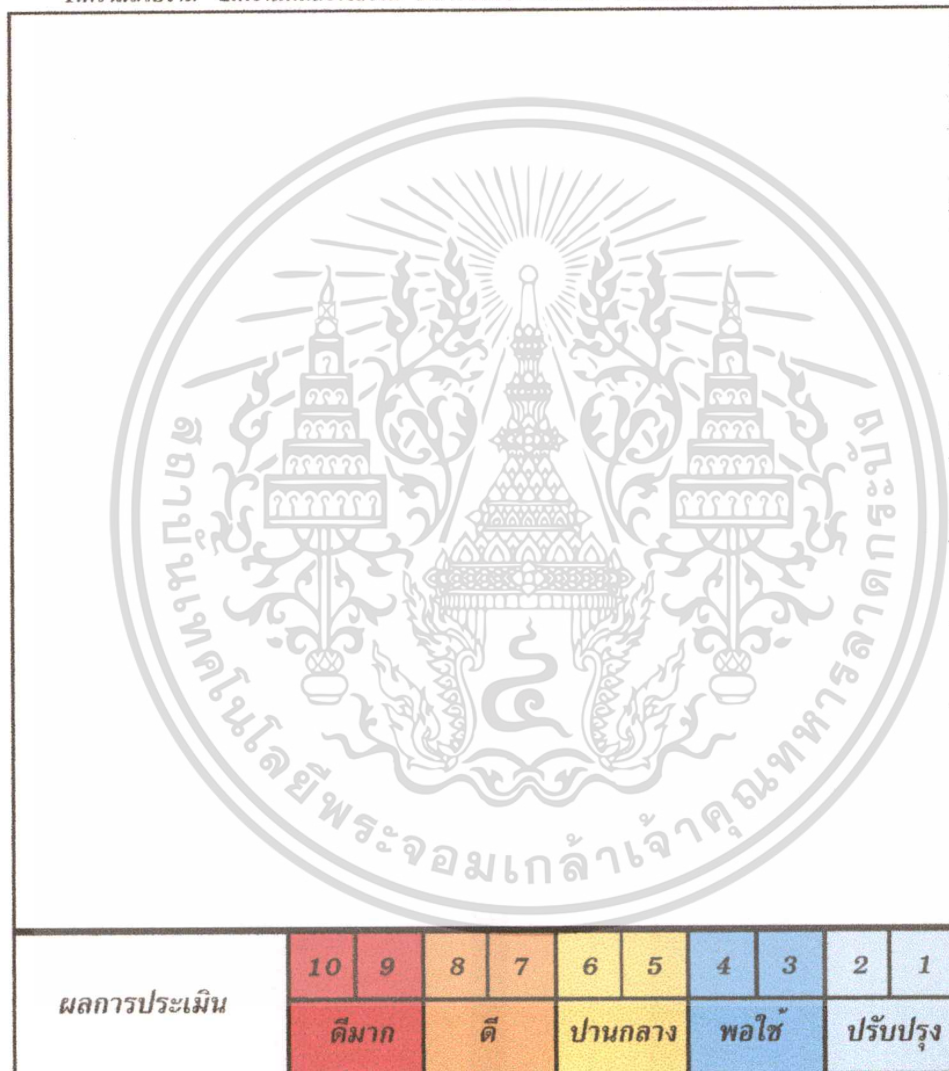 สถาบันเทคโนโลยีพระจอมเกล้าเจ้าคุณทหารลาดกระบัง
๔
ผลการประเมิน 10 9 8 7 6 5 4 3 2 1
ดีมาก ดี ปานกลาง พอใช้ ปรับปรุง